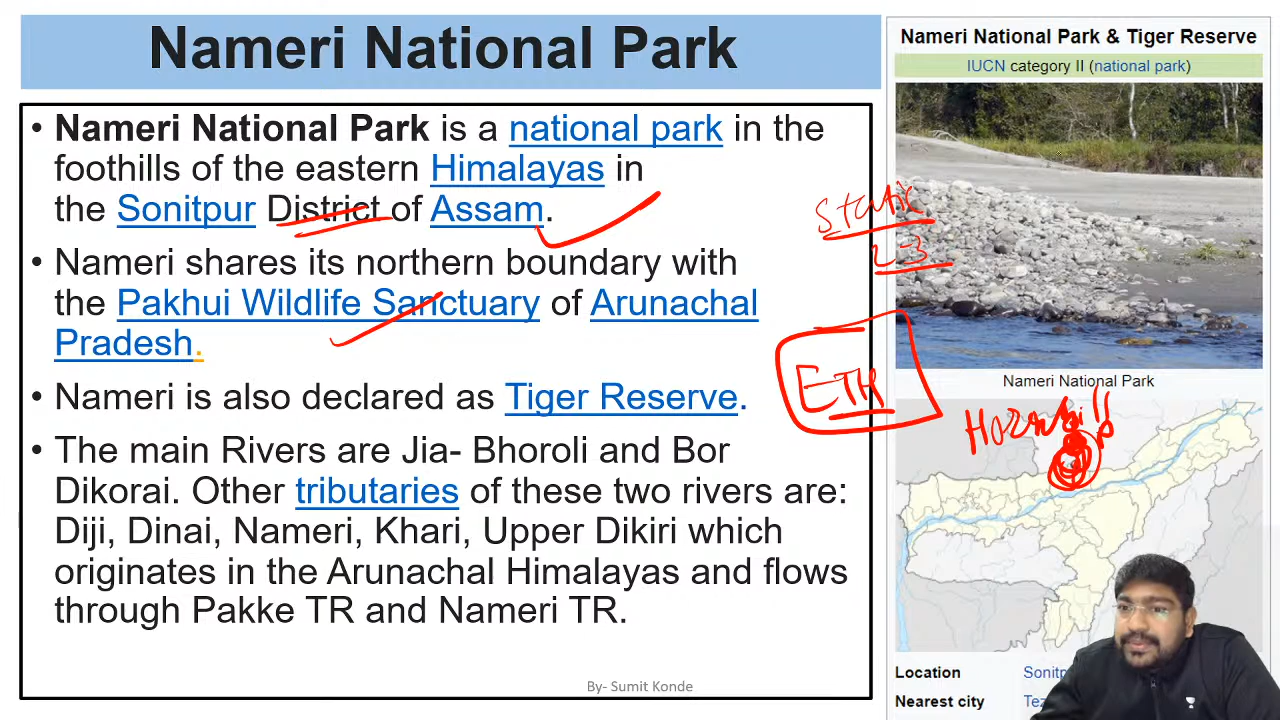 Nameri National Park
• Nameri National Park is a national park in the
foothills of the eastern Himalayas in
the Sonitpur District of Assam.
• Nameri shares its northern boundary with
the Pakhui Wildlife Sanctuary of Arunachal
Pradesh.
• Nameri is also declared as Tiger Reserve.
• The main Rivers are Jia- Bhoroli and Bor
Dikorai. Other tributaries of these two rivers are:
Diji, Dinai, Nameri, Khari, Upper Dikiri which
originates in the Arunachal Himalayas and flows
through Pakke TR and Nameri TR.
By- Sumit Konde
Static
2-3
ETR
Nameri National Park & Tiger Reserve
IUCN category II (national park)
Nameri National Park
Location Sonitp
Nearest city Tez